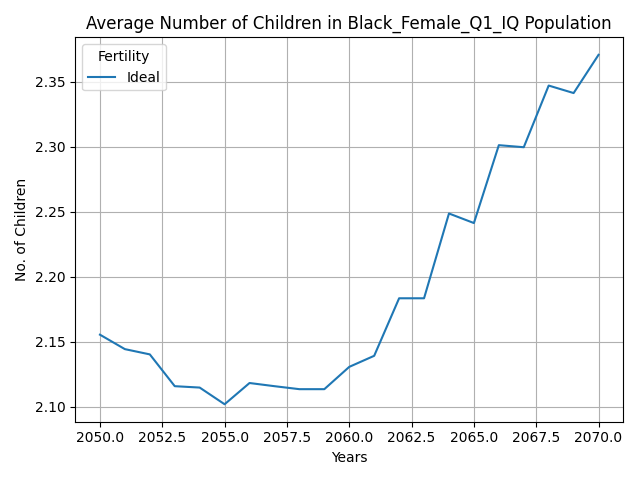 Average Number of Children in Black_Female_Q1_IQ Population
Fertility
Ideal
No. of Children
2.35
2.30
2.25
2.20
2.15
2.10
2050.0 2052.5 2055.0 2057.5 2060.0 2062.5 2065.0 2067.5 2070.0
Years